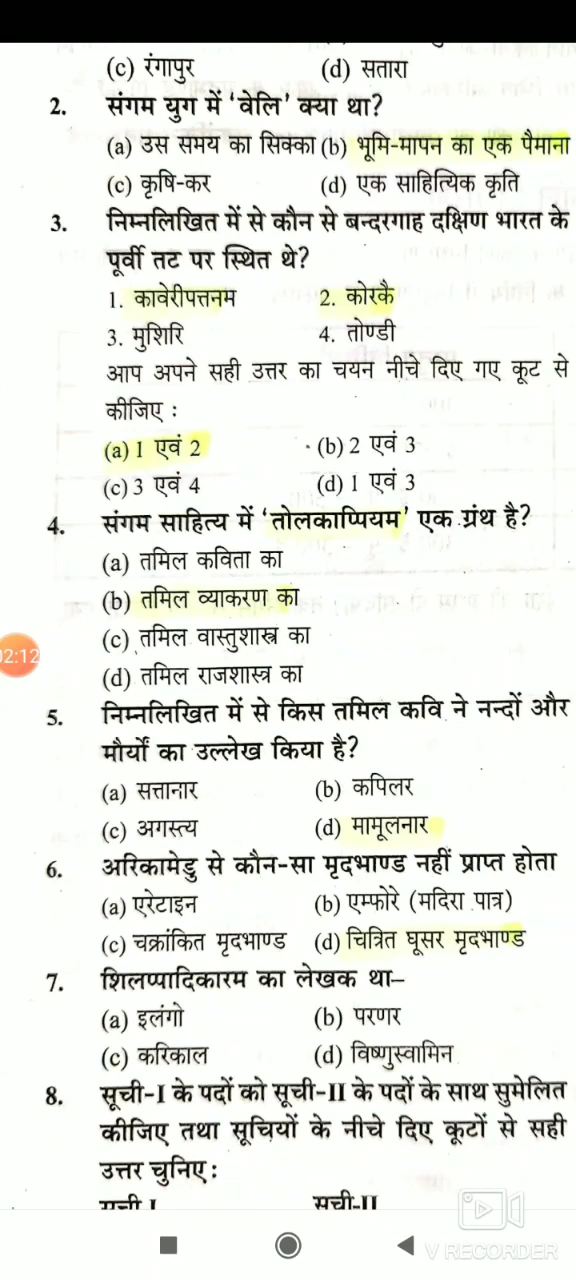 (c) रंगापुर (d) सतारा
2. संगम युग में 'वेलि' क्या था?
(a) उस समय का सिक्का (b) भूमि-मापन का एक पैमाना
(c) कृषि-कर (d) एक साहित्यिक कृति
3. निम्नलिखित में से कौन से बन्दरगाह दक्षिण भारत के
पूर्वी तट पर स्थित थे?
1. कावेरीपत्तनम 2. कोरकै
3. मुशिरि 4. तोण्डी
आप अपने सही उत्तर का चयन नीचे दिए गए कूट से
कीजिए :
(a) 1 एवं 2 (b) 2 एवं 3
(c) 3 एवं 4 (d) 1 एवं 3
4. संगम साहित्य में 'तोलकाप्पियम' एक ग्रंथ है?
(a) तमिल कविता का
(b) तमिल व्याकरण का
(c) तमिल वास्तुशास्त्र का
02:12
(d) तमिल राजशास्त्र का
5. निम्नलिखित में से किस तमिल कवि ने नन्दों और
मौर्यों का उल्लेख किया है?
(a) सत्तानार (b) कपिलर
(c) अगस्त्य (d) मामूलनार
6. अरिकामेडु से कौन-सा मृदभाण्ड नहीं प्राप्त होता
(a) एरेटाइन (b) एम्फोरे (मदिरा पात्र)
(c) चक्रांकित मृदभाण्ड (d) चित्रित घूसर मृदभाण्ड
7. शिलप्पादिकारम का लेखक था–
(a) इलंगो (b) परणर
(c) करिकाल (d) विष्णुस्वामिन
8. सूची-I के पदों को सूची-II के पदों के साथ सुमेलित
कीजिए तथा सूचियों के नीचे दिए कूटों से सही
उत्तर चुनिए :
सूची I सूची-II
V RECORDER